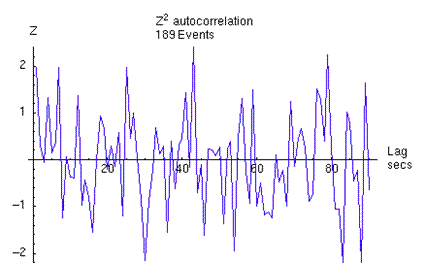 Z² autocorrelation
189 Events
Z
2
1
-1
-2
20
40
60
80
Lag
secs